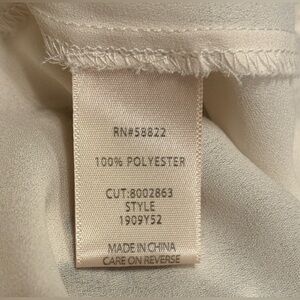 RN#58822
100% POLYESTER
CUT:8002863
STYLE
1909Y52
MADE IN CHINA
CARE ON REVERSE